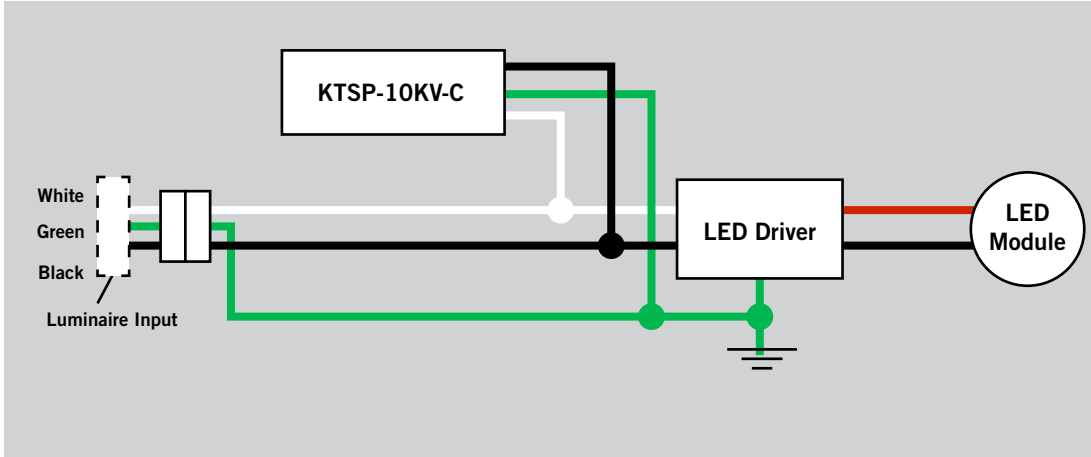 KTSP-10KV-C
White
Green
Black
Luminaire Input
LED Driver
LED
Module